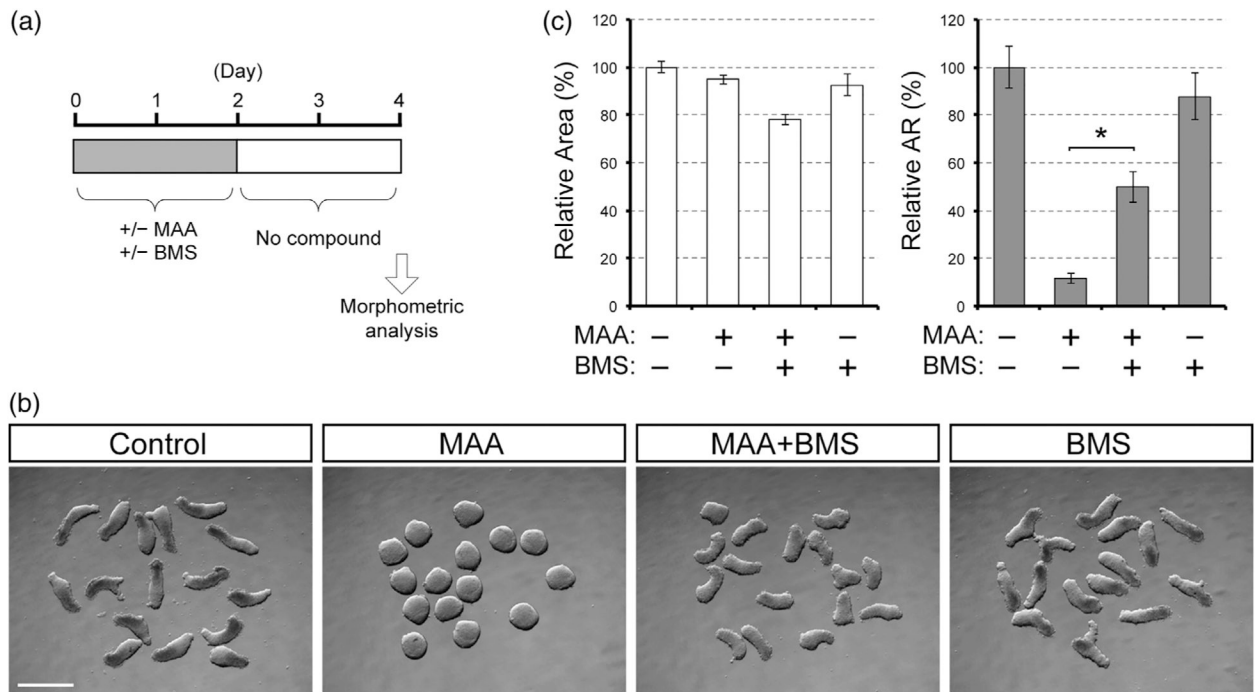 (a)
(Day)
0 1 2 3 4
+/− MAA
+/− BMS
No compound
Morphometric
analysis
(c)
Relative Area (%)
120
100
80
60
40
20
0
MAA: − + + −
BMS: − − + +
Relative AR (%)
120
100
80
60
40
20
0
*
MAA: − + + −
BMS: − − + +
(b)
Control
MAA
MAA+BMS
BMS